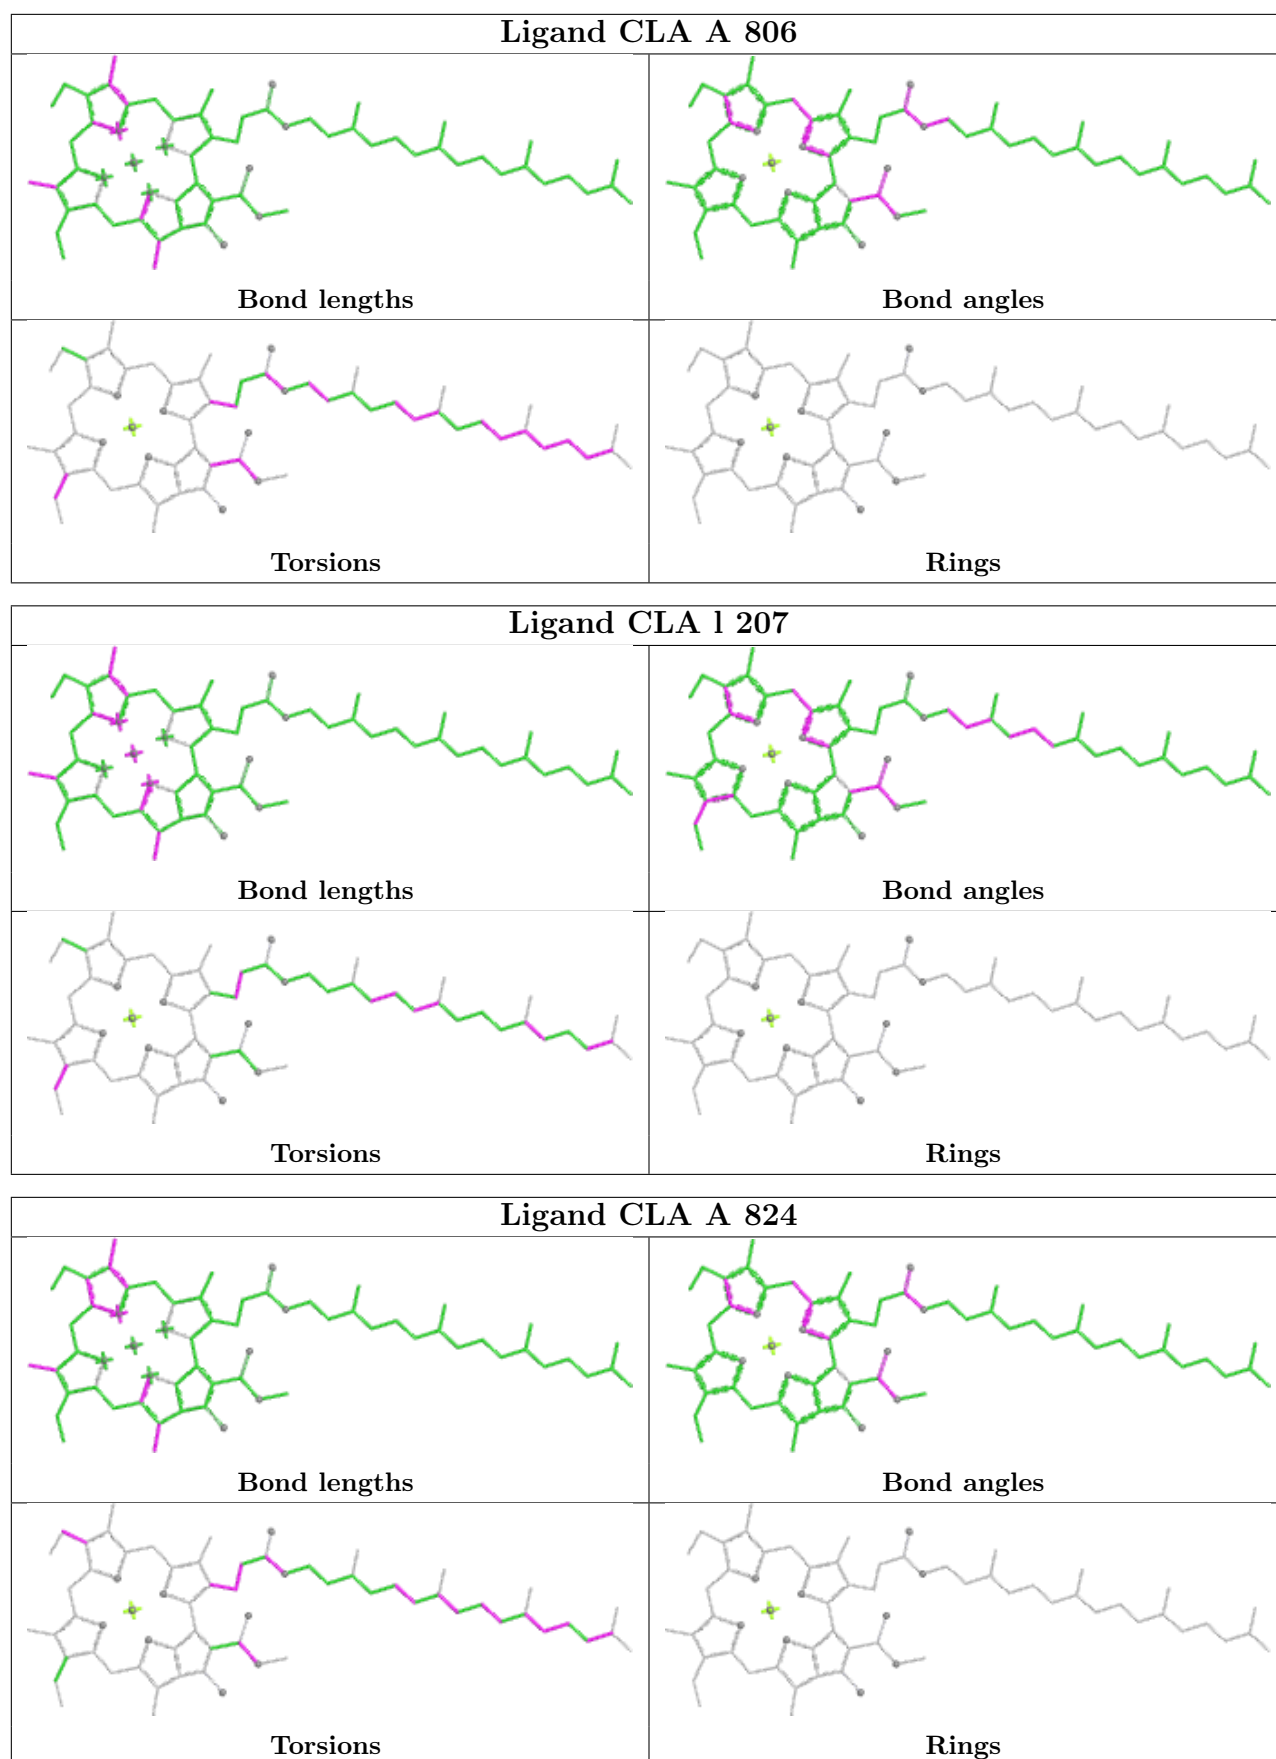 Ligand CLA A 806
Bond lengths
Bond angles
Torsions
Rings
Ligand CLA l 207
Bond lengths
Bond angles
Torsions
Rings
Ligand CLA A 824
Bond lengths
Bond angles
Torsions
Rings